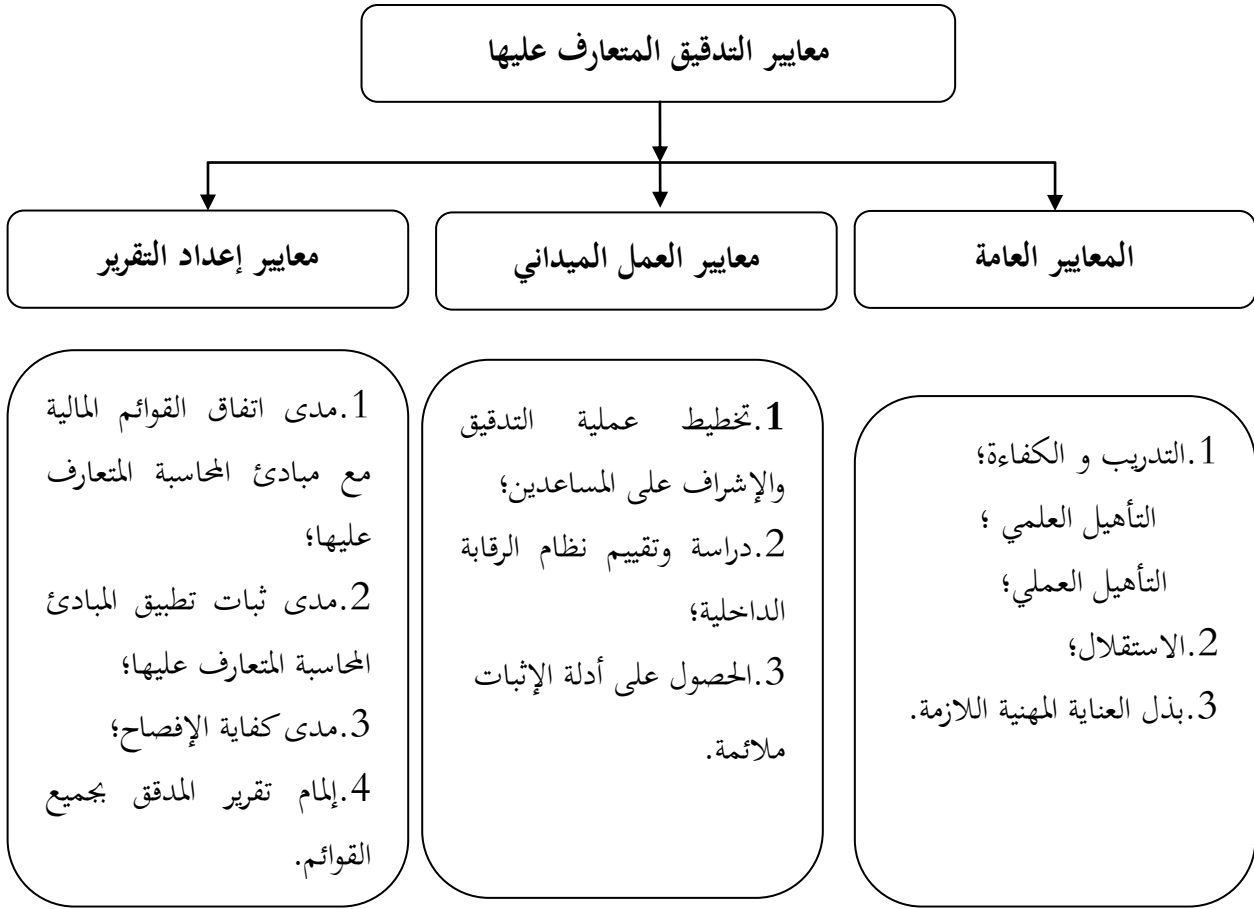 معايير التدقيق المتعارف عليها
المعايير العامة
معايير العمل الميداني
معايير إعداد التقرير
1.التدريب و الكفاءة؛
التأهيل العلمي ؛
التأهيل العملي؛
2.الاستقلال؛
3.بذل العناية المهنية اللازمة.
1.تخطيط عملية التدقيق
والإشراف على المساعدين؛
2.دراسة وتقييم نظام الرقابة
الداخلية؛
3.الحصول على أدلة الإثبات
ملائمة.
1.مدى اتفاق القوائم المالية
مع مبادئ المحاسبة المتعارف
عليها؛
2.مدى ثبات تطبيق المبادئ
المحاسبة المتعارف عليها؛
3.مدى كفاية الإفصاح؛
4.إلمام تقرير المدقق بجميع
القوائم.